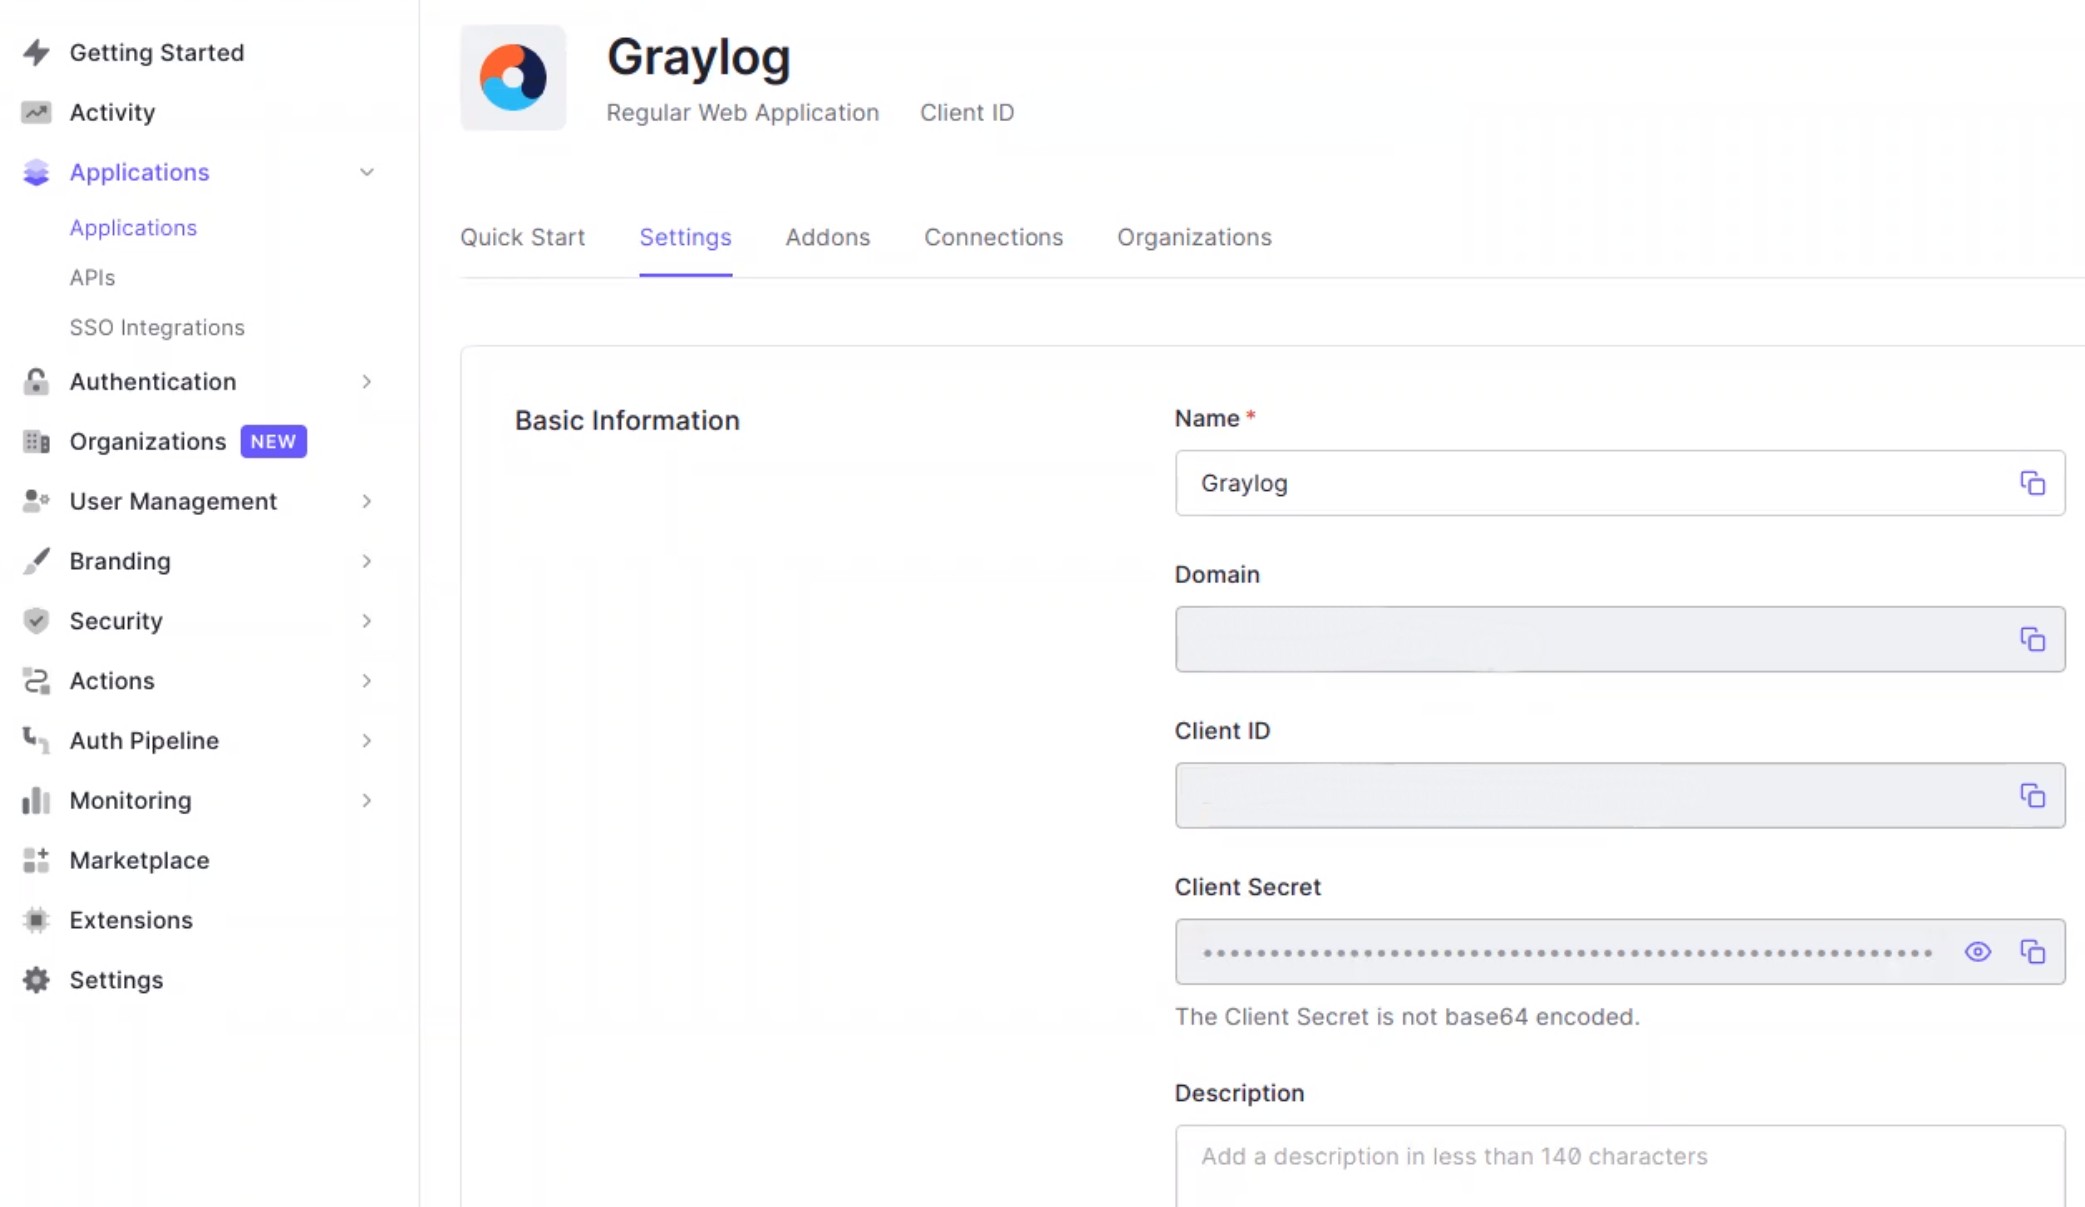 Getting Started
Activity
Applications
Applications
APIs
SSO Integrations
Authentication
Organizations NEW
User Management
Branding
Security
Actions
Auth Pipeline
Monitoring
Marketplace
Extensions
Settings
Graylog
Regular Web Application Client ID
Quick Start Settings Addons Connections Organizations
Basic Information
Name *
Graylog
Domain
Client ID
Client Secret
The Client Secret is not base64 encoded.
Description
Add a description in less than 140 characters